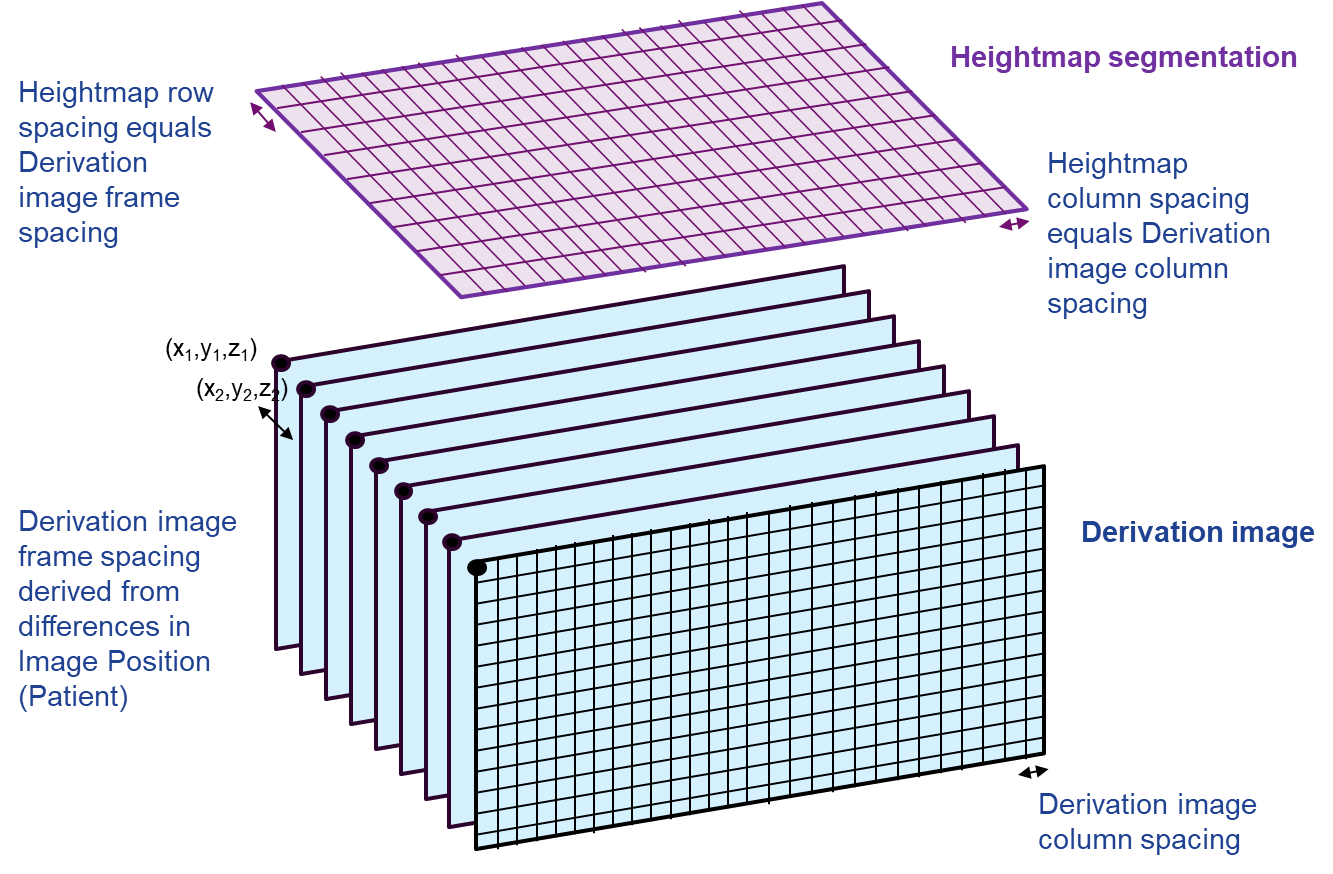 Heightmap segmentation
Heightmap row
spacing equals
Derivation
image frame
spacing
Heightmap
column spacing
equals Derivation
image column
spacing
(x₁,y₁,z₁)
(x₂,y₂,z₂)
Derivation image
frame spacing
derived from
differences in
Image Position
(Patient)
Derivation image
Derivation image
column spacing